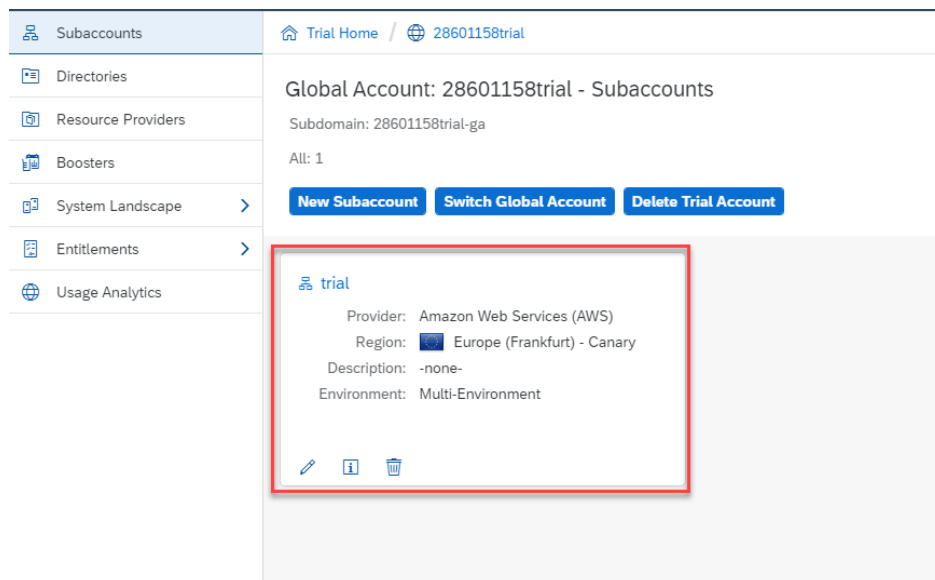 Subaccounts
Directories
Resource Providers
Boosters
System Landscape
Entitlements
Usage Analytics
Trial Home / 28601158trial
Global Account: 28601158trial - Subaccounts
Subdomain: 28601158trial-ga
All: 1
New Subaccount Switch Global Account Delete Trial Account
trial
Provider: Amazon Web Services (AWS)
Region: Europe (Frankfurt) - Canary
Description: -none-
Environment: Multi-Environment